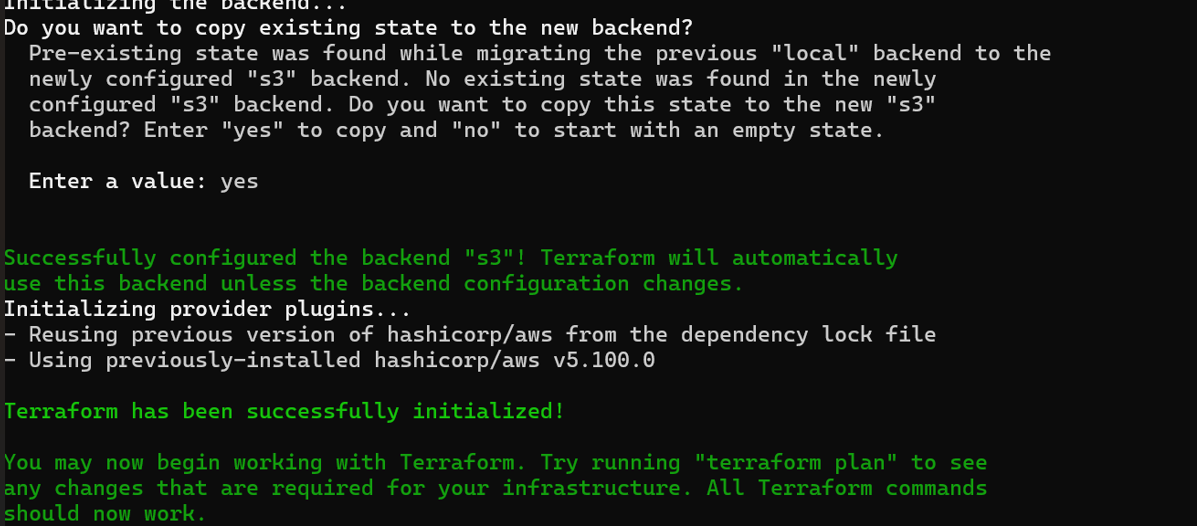 Initializing the backend...
Do you want to copy existing state to the new backend?
Pre-existing state was found while migrating the previous "local" backend to the
newly configured "s3" backend. No existing state was found in the newly
configured "s3" backend. Do you want to copy this state to the new "s3"
backend? Enter "yes" to copy and "no" to start with an empty state.
Enter a value: yes
Successfully configured the backend "s3"! Terraform will automatically
use this backend unless the backend configuration changes.
Initializing provider plugins...
- Reusing previous version of hashicorp/aws from the dependency lock file
- Using previously-installed hashicorp/aws v5.100.0
Terraform has been successfully initialized!
You may now begin working with Terraform. Try running "terraform plan" to see
any changes that are required for your infrastructure. All Terraform commands
should now work.